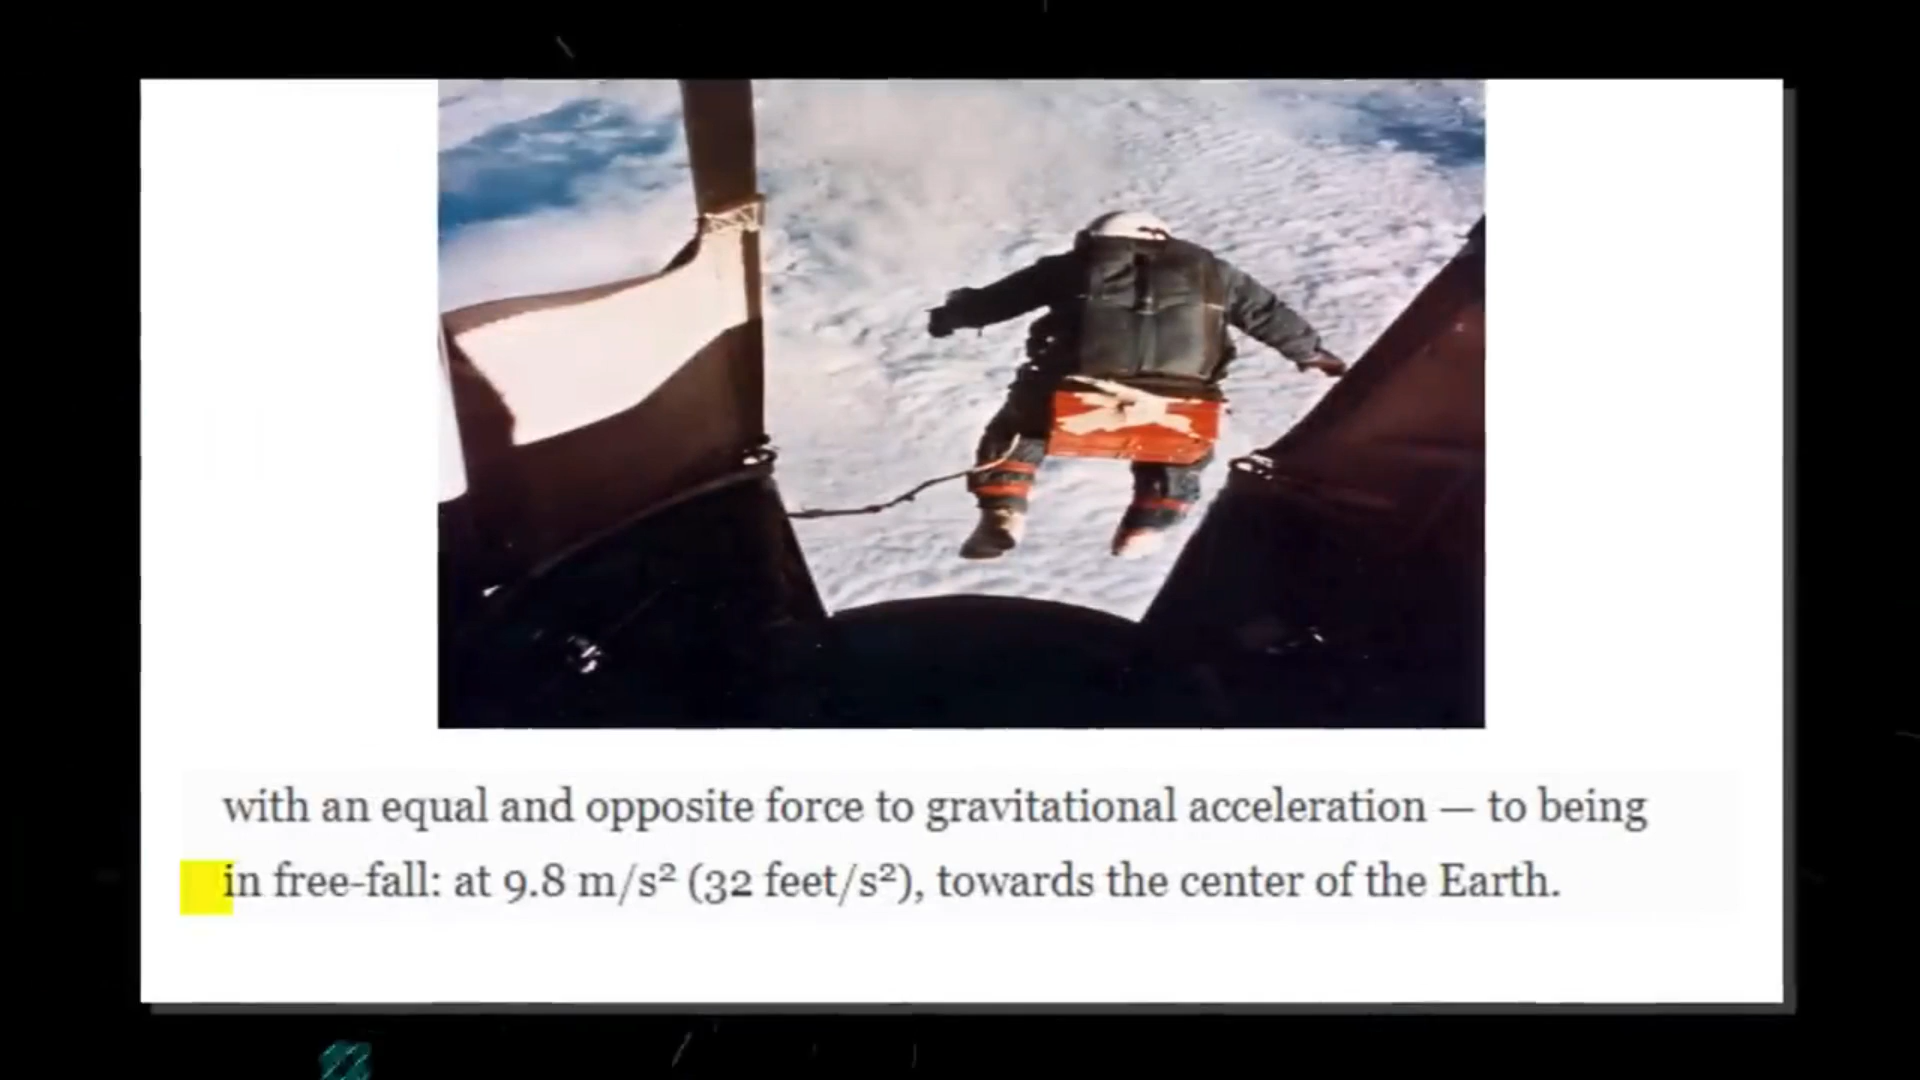 with an equal and opposite force to gravitational acceleration — to being
in free-fall: at 9.8 m/s² (32 feet/s²), towards the center of the Earth.